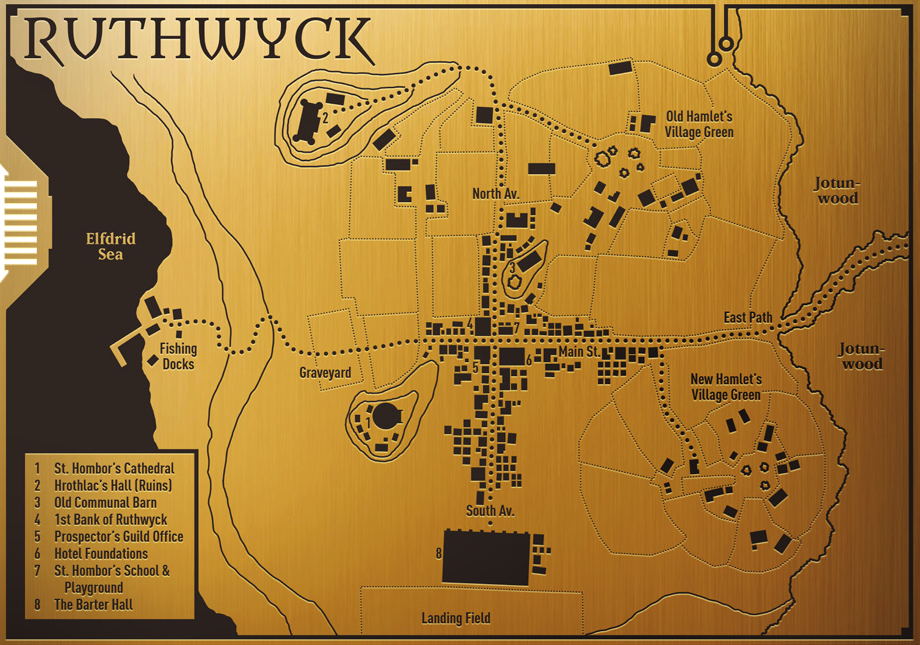 RUTHWYCK
2
Old Hamlet's
Village Green
North Av.
Jotun-
wood
Elfdrid
Sea
3
East Path
4
7
Fishing
Docks
Main St.
5
6
Jotun-
wood
Graveyard
New Hamlet's
Village Green
1
South Av.
8
Landing Field
1 St. Hombor's Cathedral
2 Hrothlac's Hall (Ruins)
3 Old Communal Barn
4 1st Bank of Ruthwyck
5 Prospector's Guild Office
6 Hotel Foundations
7 St. Hombor's School &
Playground
8 The Barter Hall